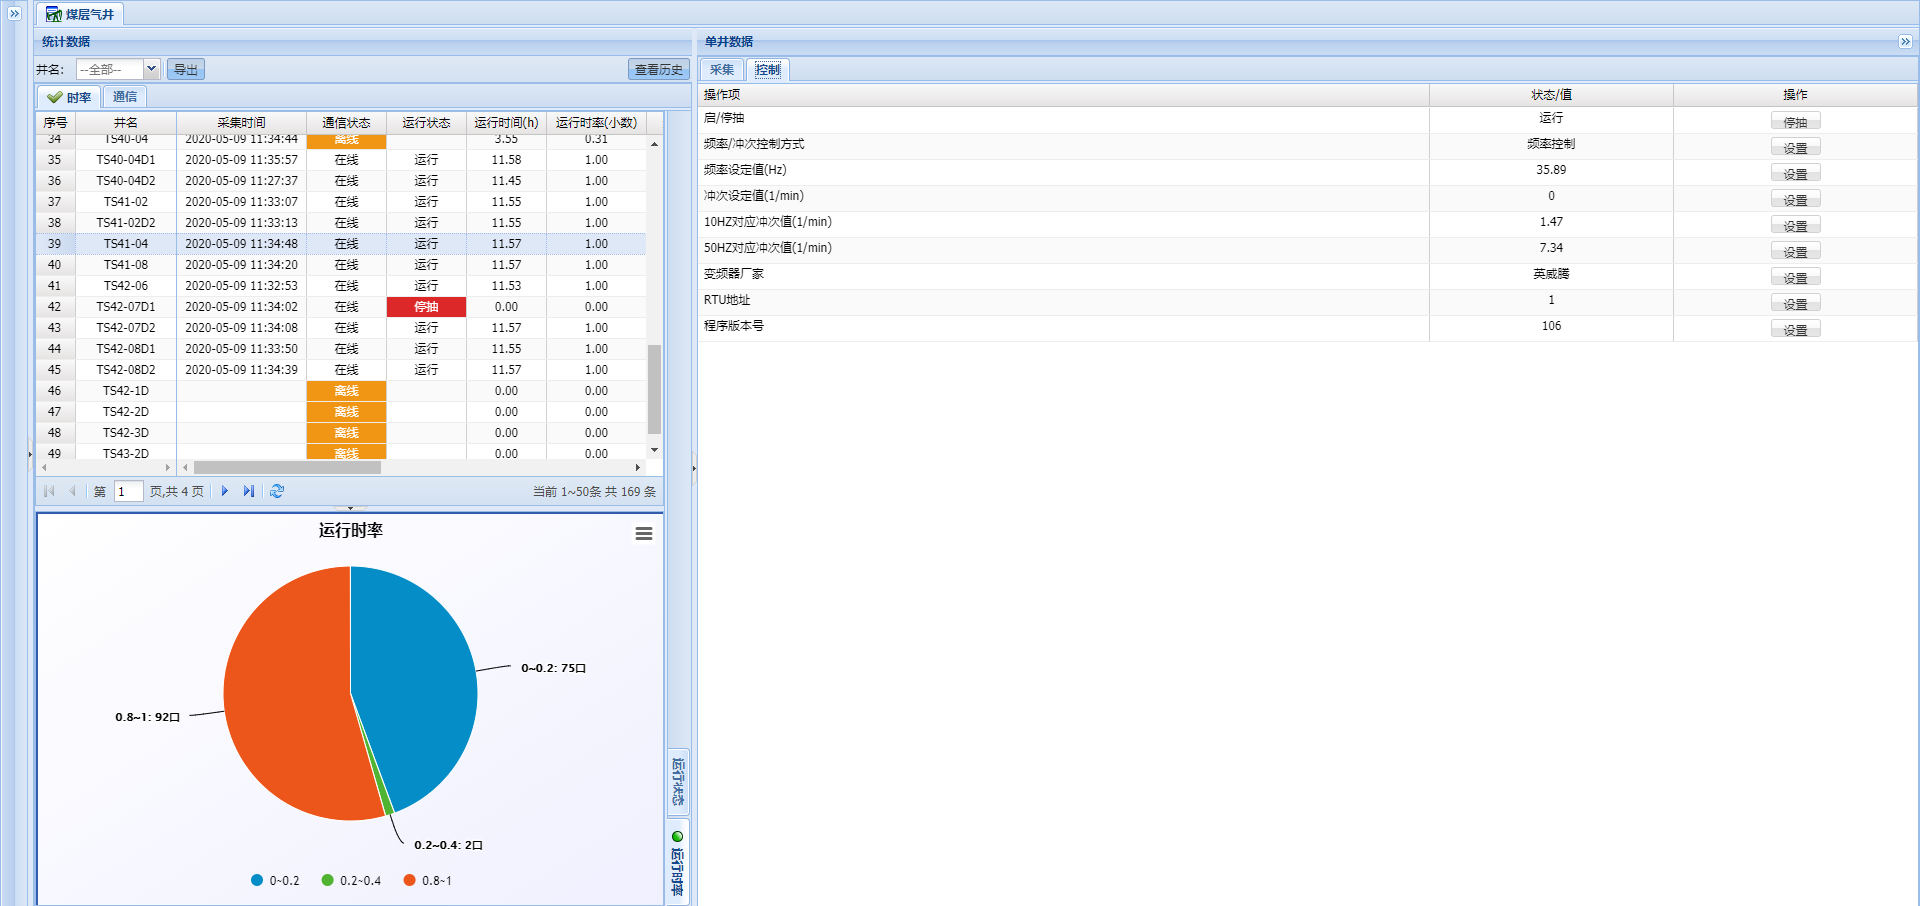 煤层气井
统计数据
井名: --全部-- 导出 查看历史
时率 通信
序号 井名 采集时间 通信状态 运行状态 运行时间(h) 运行时率(小数)
34 TS40-04 2020-05-09 11:34:44 离线 3.55 0.31
35 TS40-04D1 2020-05-09 11:35:57 在线 运行 11.58 1.00
36 TS40-04D2 2020-05-09 11:27:37 在线 运行 11.45 1.00
37 TS41-02 2020-05-09 11:33:07 在线 运行 11.55 1.00
38 TS41-02D2 2020-05-09 11:33:13 在线 运行 11.55 1.00
39 TS41-04 2020-05-09 11:34:48 在线 运行 11.57 1.00
40 TS41-08 2020-05-09 11:34:20 在线 运行 11.57 1.00
41 TS42-06 2020-05-09 11:32:53 在线 运行 11.53 1.00
42 TS42-07D1 2020-05-09 11:34:02 在线 停抽 0.00 0.00
43 TS42-07D2 2020-05-09 11:34:08 在线 运行 11.57 1.00
44 TS42-08D1 2020-05-09 11:33:50 在线 运行 11.55 1.00
45 TS42-08D2 2020-05-09 11:34:39 在线 运行 11.57 1.00
46 TS42-1D 离线 0.00 0.00
47 TS42-2D 离线 0.00 0.00
48 TS42-3D 离线 0.00 0.00
49 TS43-2D 离线 0.00 0.00
第 1 页,共 4 页 当前 1~50条 共 169 条
运行时率
0~0.2: 75口
0.8~1: 92口
0.2~0.4: 2口
0~0.2 0.2~0.4 0.8~1
运行状态
运行时率
单井数据
采集 控制
操作项 状态/值 操作
启/停抽 运行 停抽
频率/冲次控制方式 频率控制 设置
频率设定值(Hz) 35.89 设置
冲次设定值(1/min) 0 设置
10HZ对应冲次值(1/min) 1.47 设置
50HZ对应冲次值(1/min) 7.34 设置
变频器厂家 英威腾 设置
RTU地址 1 设置
程序版本号 106 设置